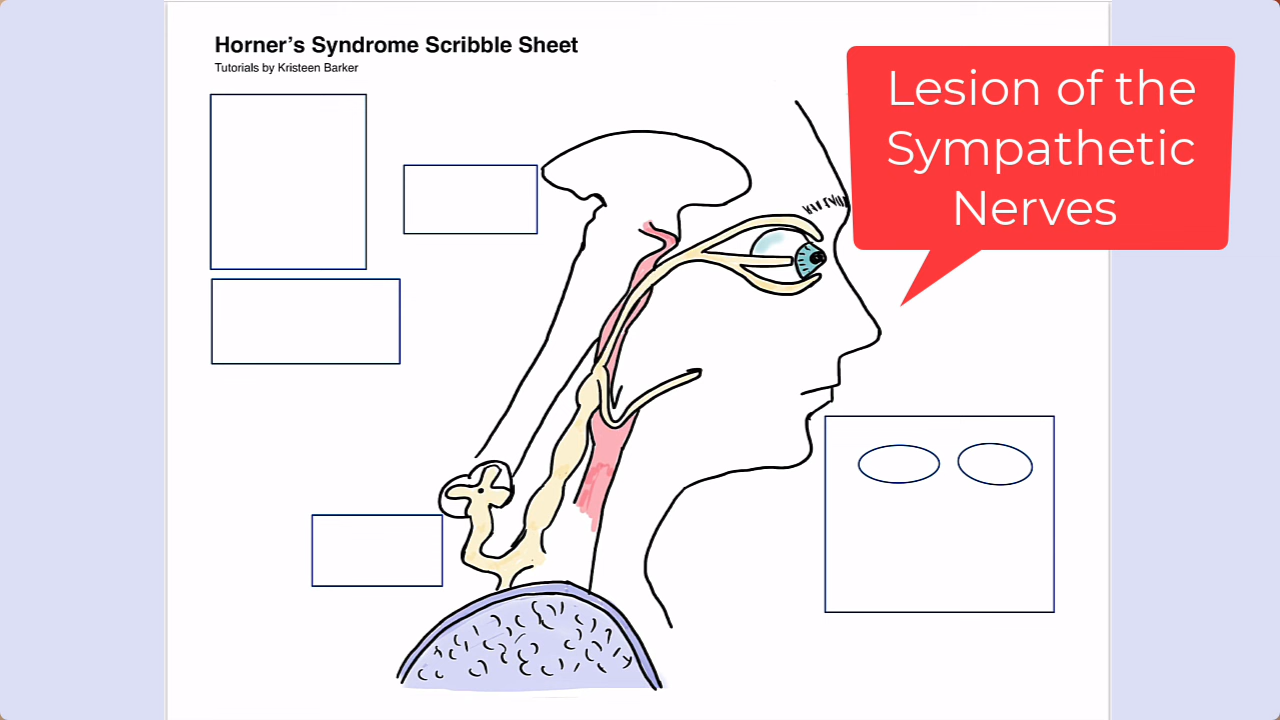 Horner’s Syndrome Scribble Sheet
Tutorials by Kristeen Barker
Lesion of the
Sympathetic
Nerves